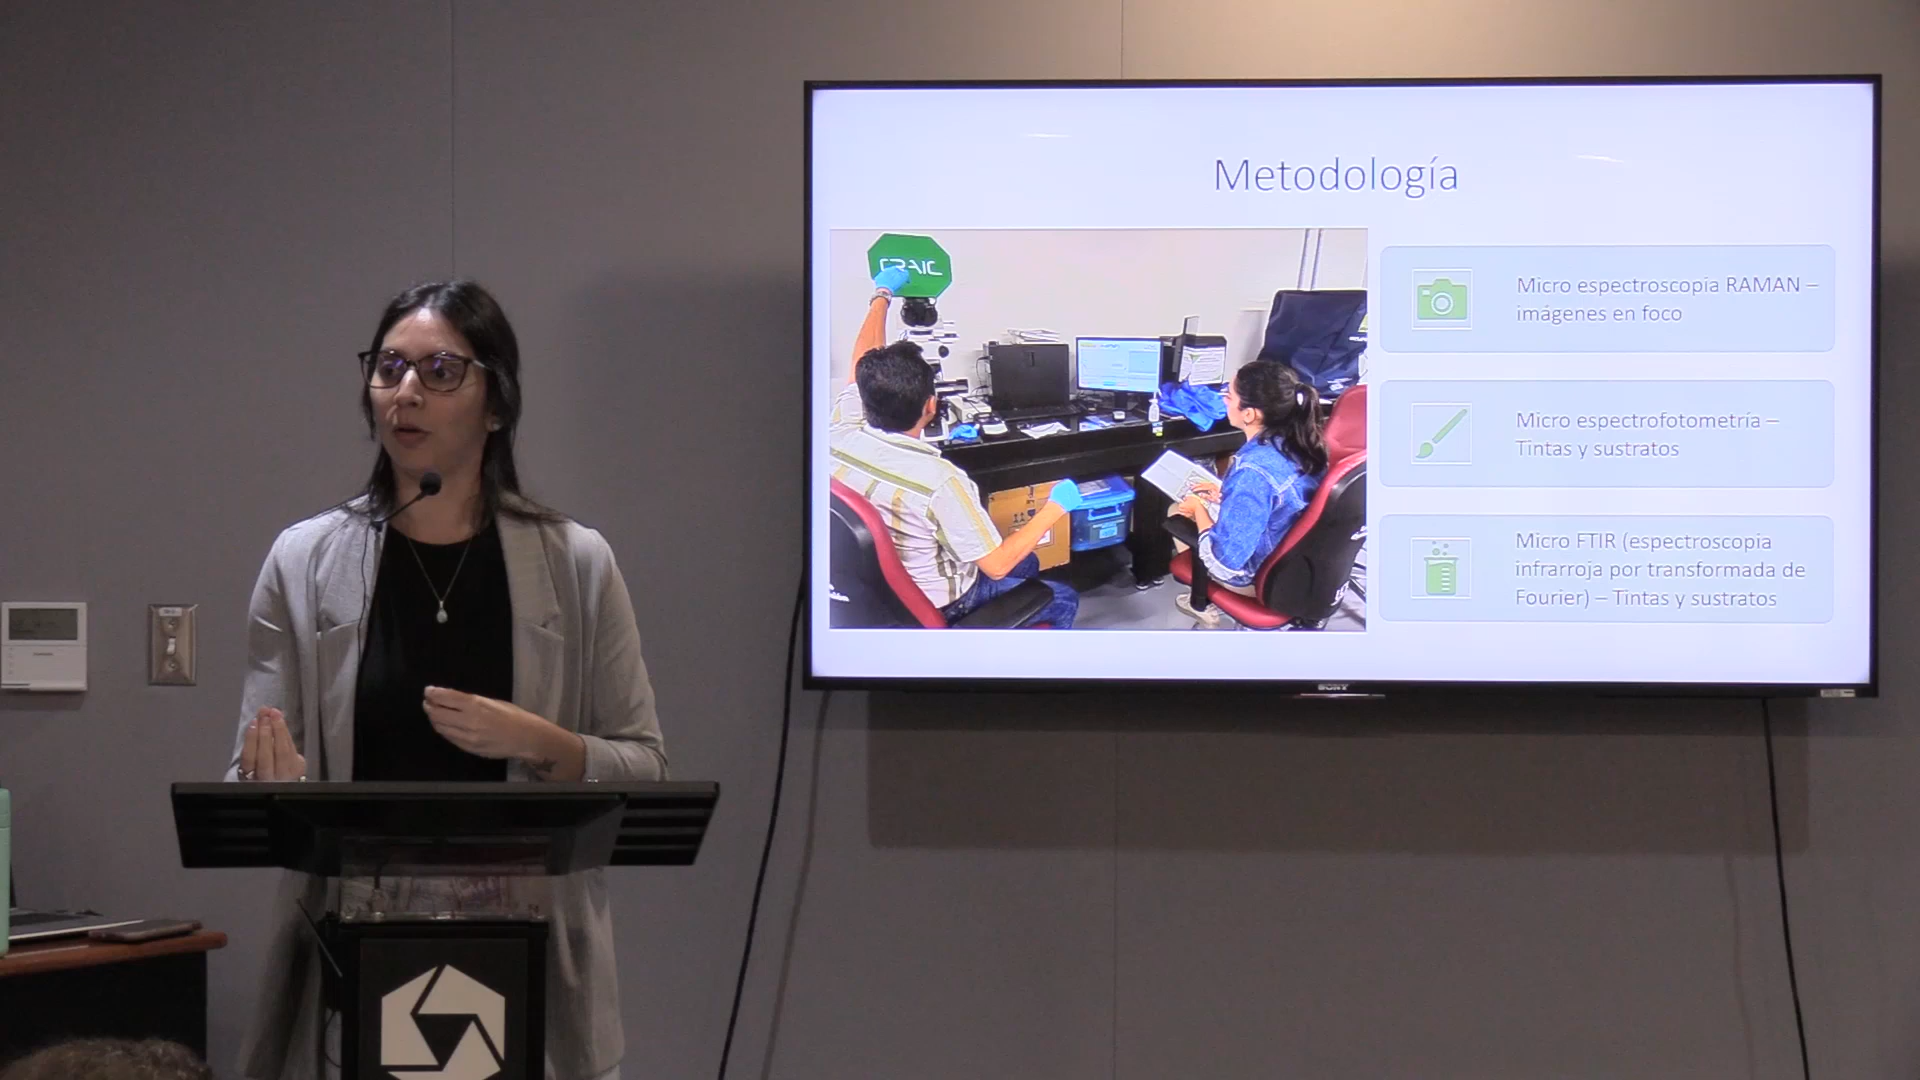 Metodología
CRAIC
Micro espectroscopía RAMAN –
imágenes en foco
Micro espectrofotometría –
Tintas y sustratos
Micro FTIR (espectroscopia
infrarroja por transformada de
Fourier) – Tintas y sustratos
SONY